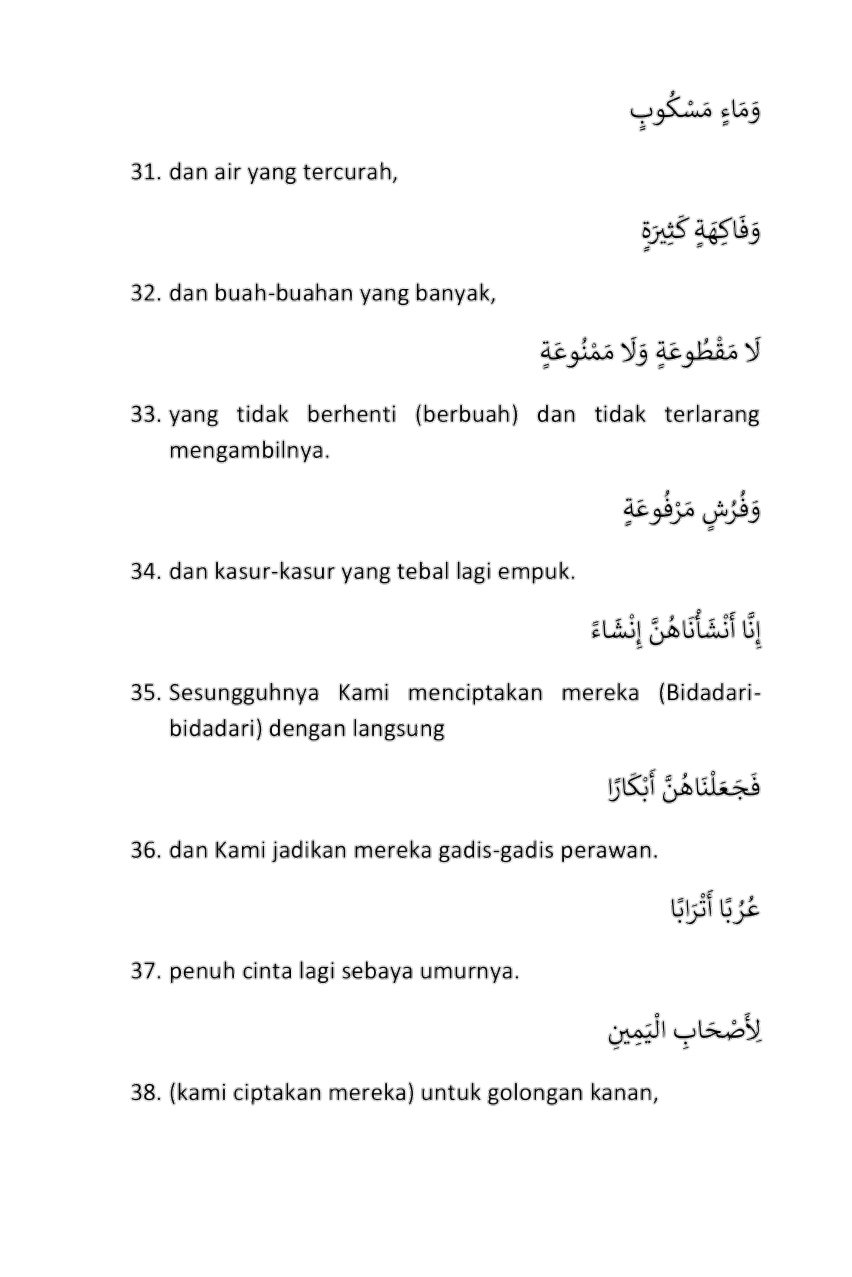 وَمَاءٍ مَسْكُوبٍ
31. dan air yang tercurah,
وَفَاكِهَةٍ كَثِيرَةٍ
32. dan buah-buahan yang banyak,
لَا مَقْطُوعَةٍ وَلَا مَمْنُوعَةٍ
33. yang tidak berhenti (berbuah) dan tidak terlarang
mengambilnya.
وَفُرُشٍ مَرْفُوعَةٍ
34. dan kasur-kasur yang tebal lagi empuk.
إِنَّا أَنْشَأْنَاهُنَّ إِنْشَاءً
35. Sesungguhnya Kami menciptakan mereka (Bidadari-
bidadari) dengan langsung
فَجَعَلْنَاهُنَّ أَبْكَارًا
36. dan Kami jadikan mereka gadis-gadis perawan.
عُرُبًا أَتْرَابًا
37. penuh cinta lagi sebaya umurnya.
لِأَصْحَابِ الْيَمِينِ
38. (kami ciptakan mereka) untuk golongan kanan,